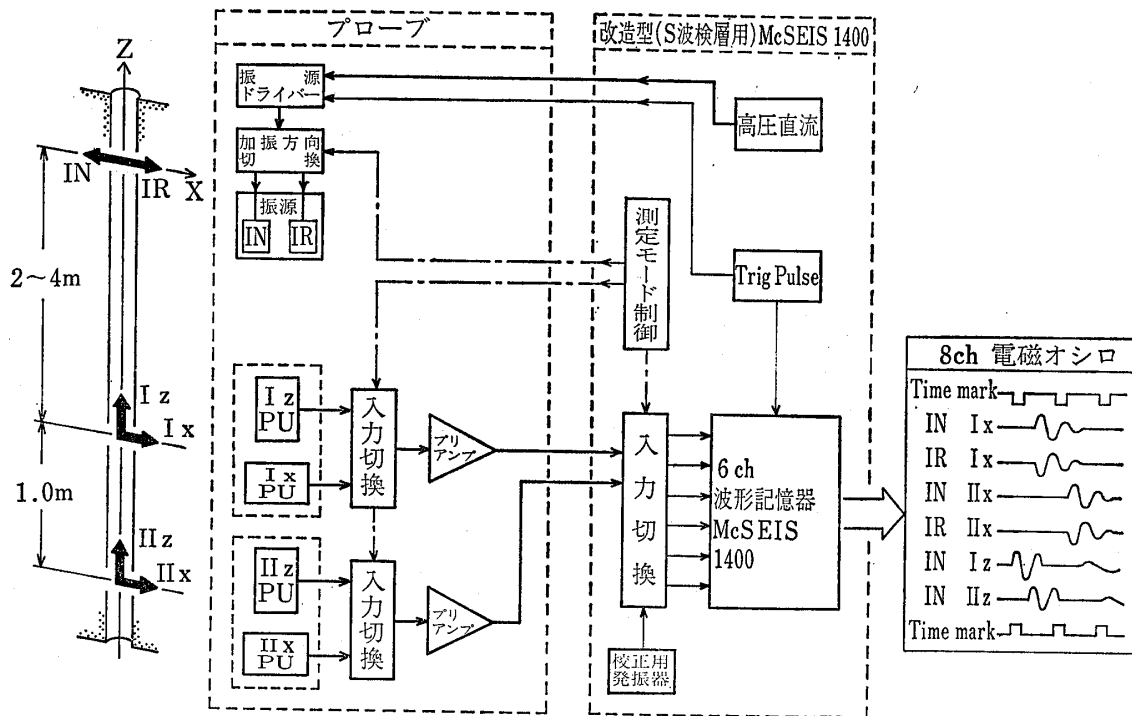 Z
IN
IR
X
2~4m
Iz
Ix
1.0m
IIz
IIx
プローブ
振源
ドライバー
加振方向
切換
振源
IN
IR
Iz
PU
Ix
PU
入力切換
プリ
アンプ
IIz
PU
IIx
PU
入力切換
プリ
アンプ
改造型(S波検層用)McSEIS 1400
高圧直流
測定モード制御
Trig Pulse
入力切換
6ch
波形記憶器
McSEIS
1400
校正用
発振器
8ch 電磁オシロ
Time mark
IN Ix
IR Ix
IN IIx
IR IIx
IN Iz
IN IIz
Time mark